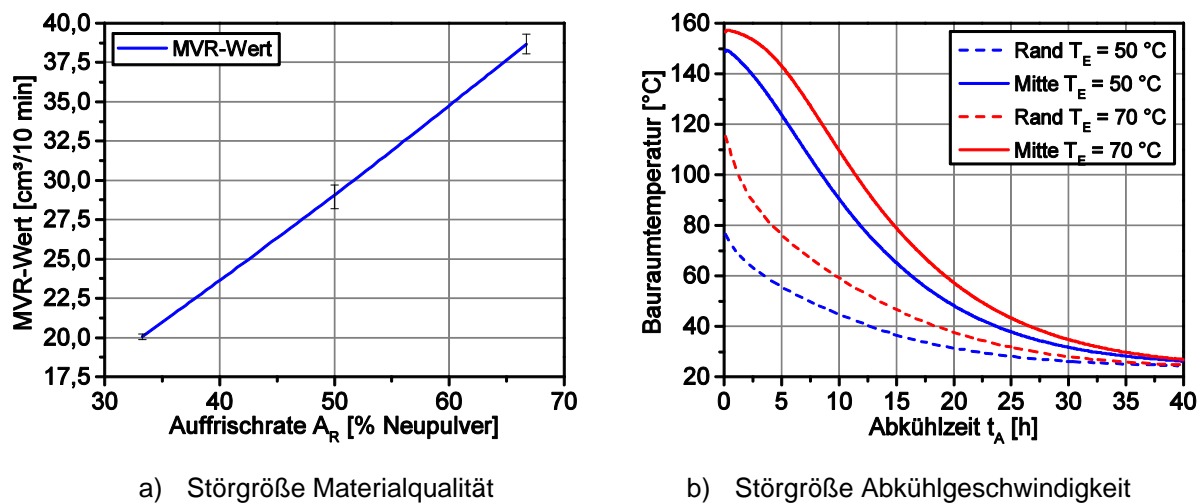 40,0
37,5
35,0
32,5
30,0
27,5
25,0
22,5
20,0
17,5
MVR-Wert [cm³/10 min]
MVR-Wert
30 40 50 60 70
Auffrischrate A_R [% Neupulver]
a) Störgröße Materialqualität
160
140
120
100
80
60
40
20
Bauraumtemperatur [°C]
Rand T_E = 50 °C
Mitte T_E = 50 °C
Rand T_E = 70 °C
Mitte T_E = 70 °C
0 5 10 15 20 25 30 35 40
Abkühlzeit t_A [h]
b) Störgröße Abkühlgeschwindigkeit